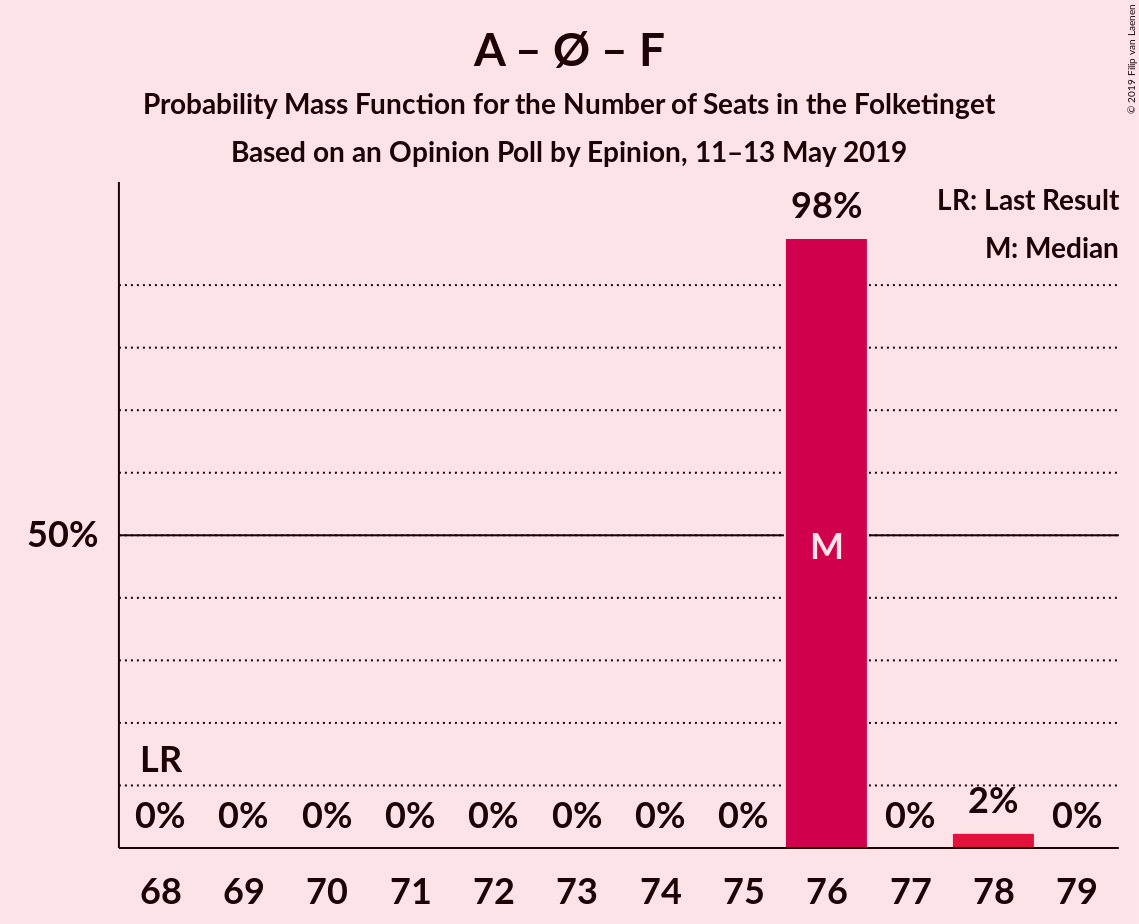 A – Ø – F
Probability Mass Function for the Number of Seats in the Folketinget
Based on an Opinion Poll by Epinion, 11–13 May 2019
© 2019 Filip van Laenen
LR: Last Result
M: Median
98%
50%
M
LR
0% 0% 0% 0% 0% 0% 0% 0% 0% 2% 0%
68 69 70 71 72 73 74 75 76 77 78 79